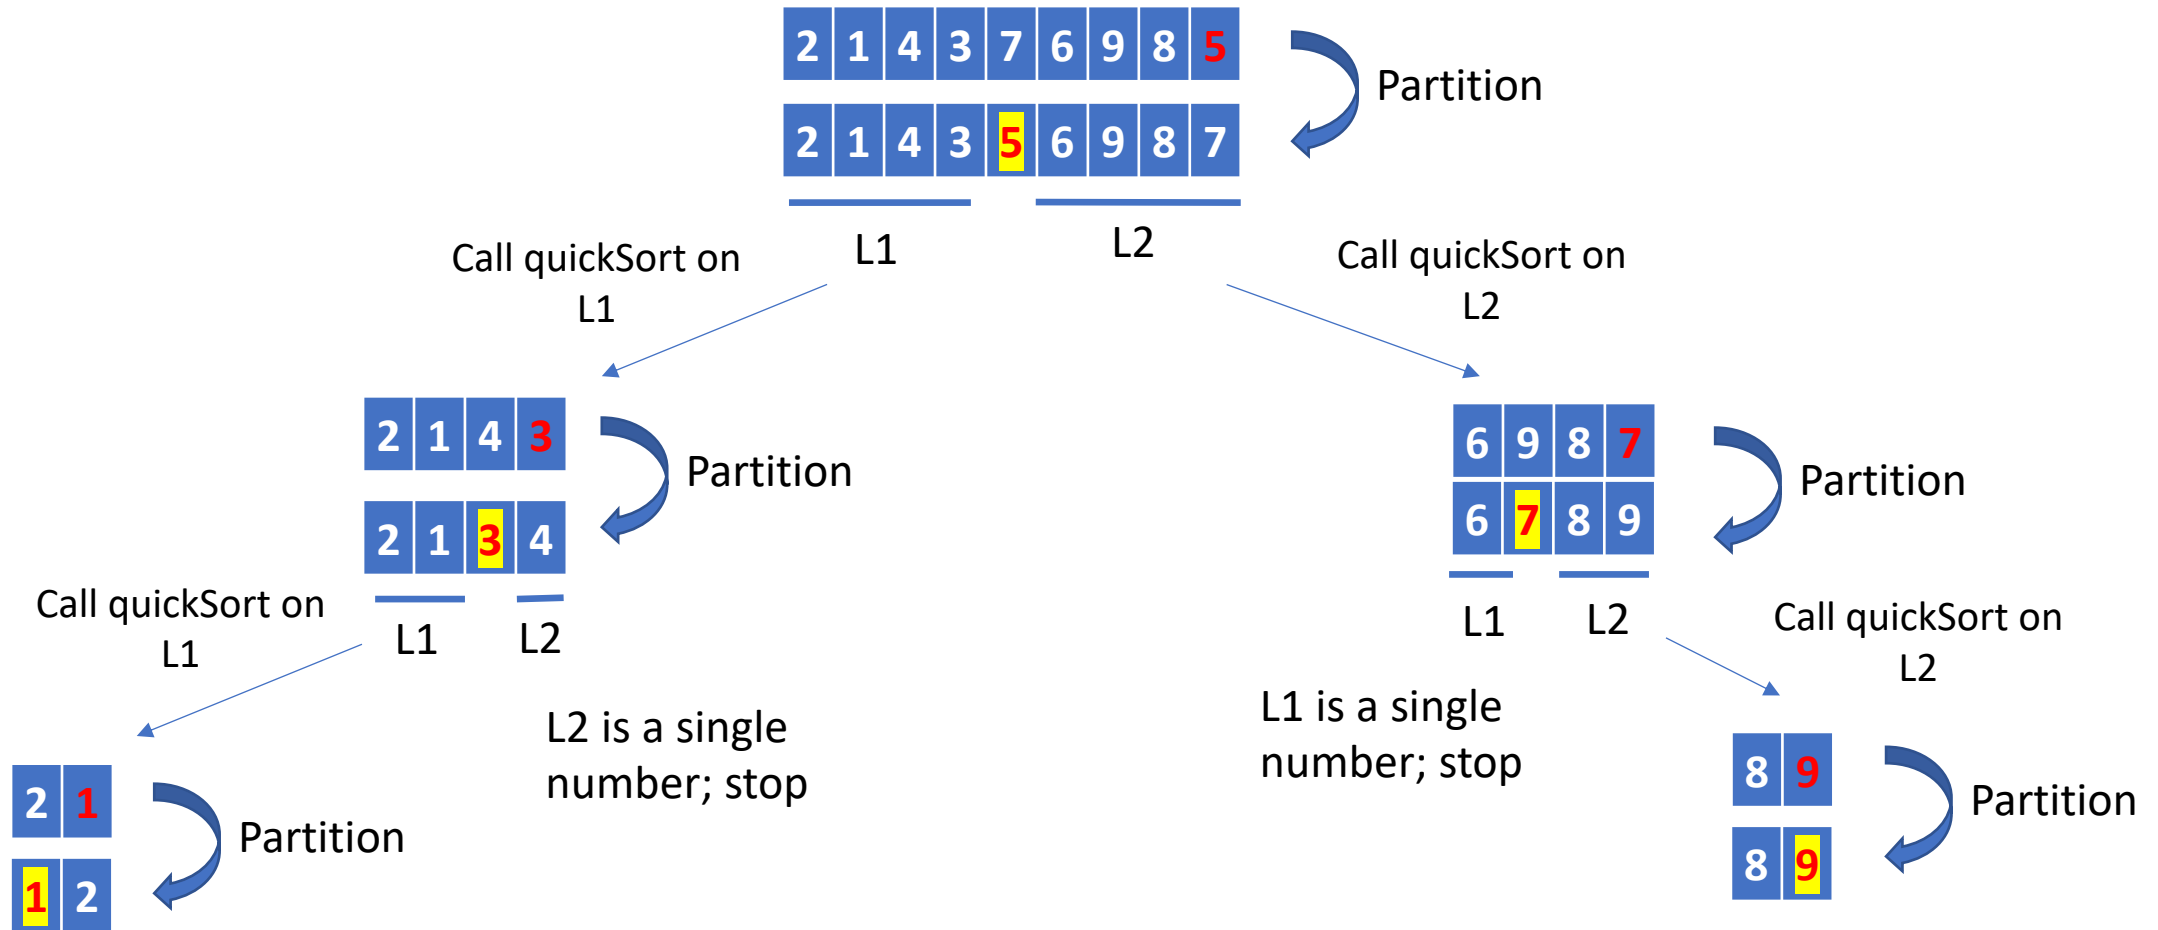 2 1 4 3 7 6 9 8 5
Partition
2 1 4 3 5 6 9 8 7
L1
L2
Call quickSort on
L1
Call quickSort on
L2
2 1 4 3
Partition
2 1 3 4
L1
L2
6 9 8 7
Partition
6 7 8 9
L1
L2
Call quickSort on
L1
L2 is a single
number; stop
L1 is a single
number; stop
Call quickSort on
L2
2 1
Partition
1 2
8 9
Partition
8 9